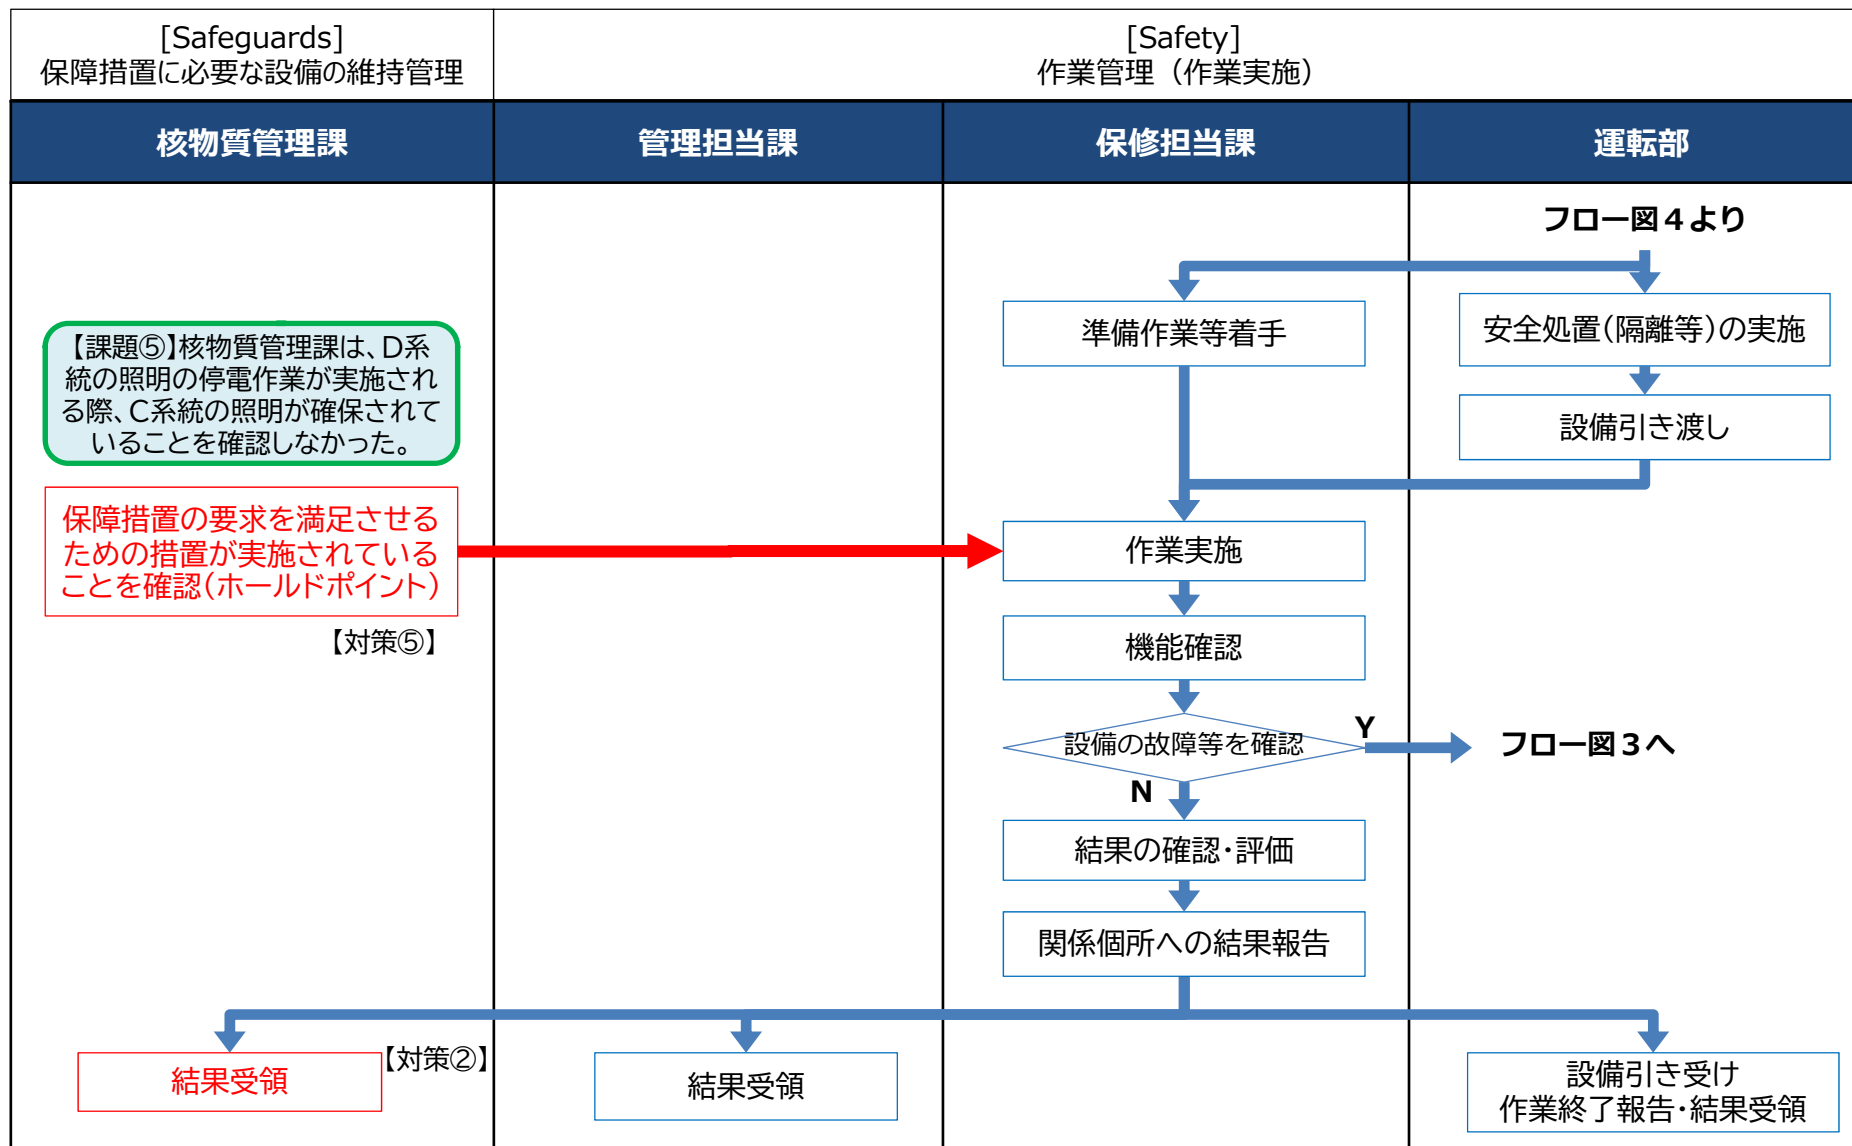 [Safeguards]
保障措置に必要な設備の維持管理
[Safety]
作業管理（作業実施）
核物質管理課
管理担当課
保修担当課
運転部
フロー図４より
準備作業等着手
安全処置(隔離等)の実施
【課題⑤】核物質管理課は、D系
統の照明の停電作業が実施され
る際、C系統の照明が確保されて
いることを確認しなかった。
設備引き渡し
保障措置の要求を満足させる
ための措置が実施されている
ことを確認(ホールドポイント)
【対策⑤】
作業実施
機能確認
設備の故障等を確認
Y
フロー図３へ
N
結果の確認・評価
関係個所への結果報告
結果受領
【対策②】
結果受領
設備引き受け
作業終了報告・結果受領